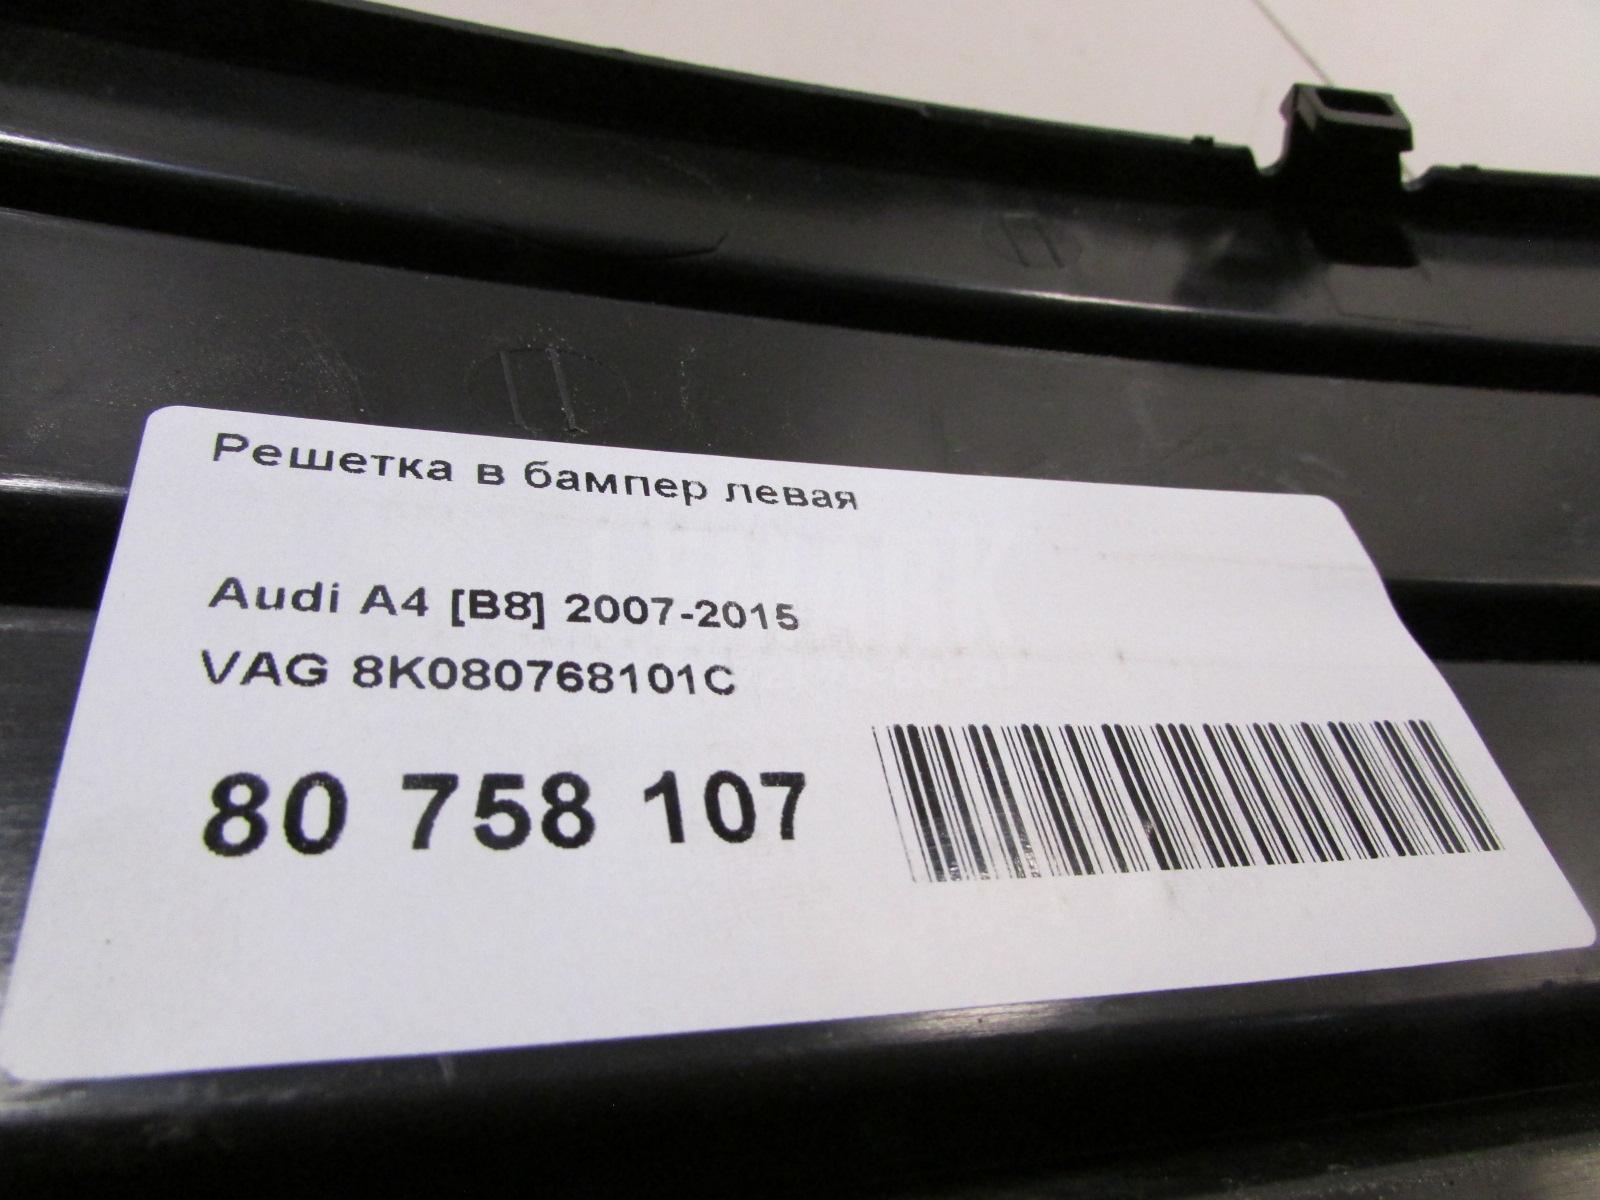 Решетка в бампер левая
Audi A4 [B8] 2007-2015
VAG 8K080768101C
80 758 107